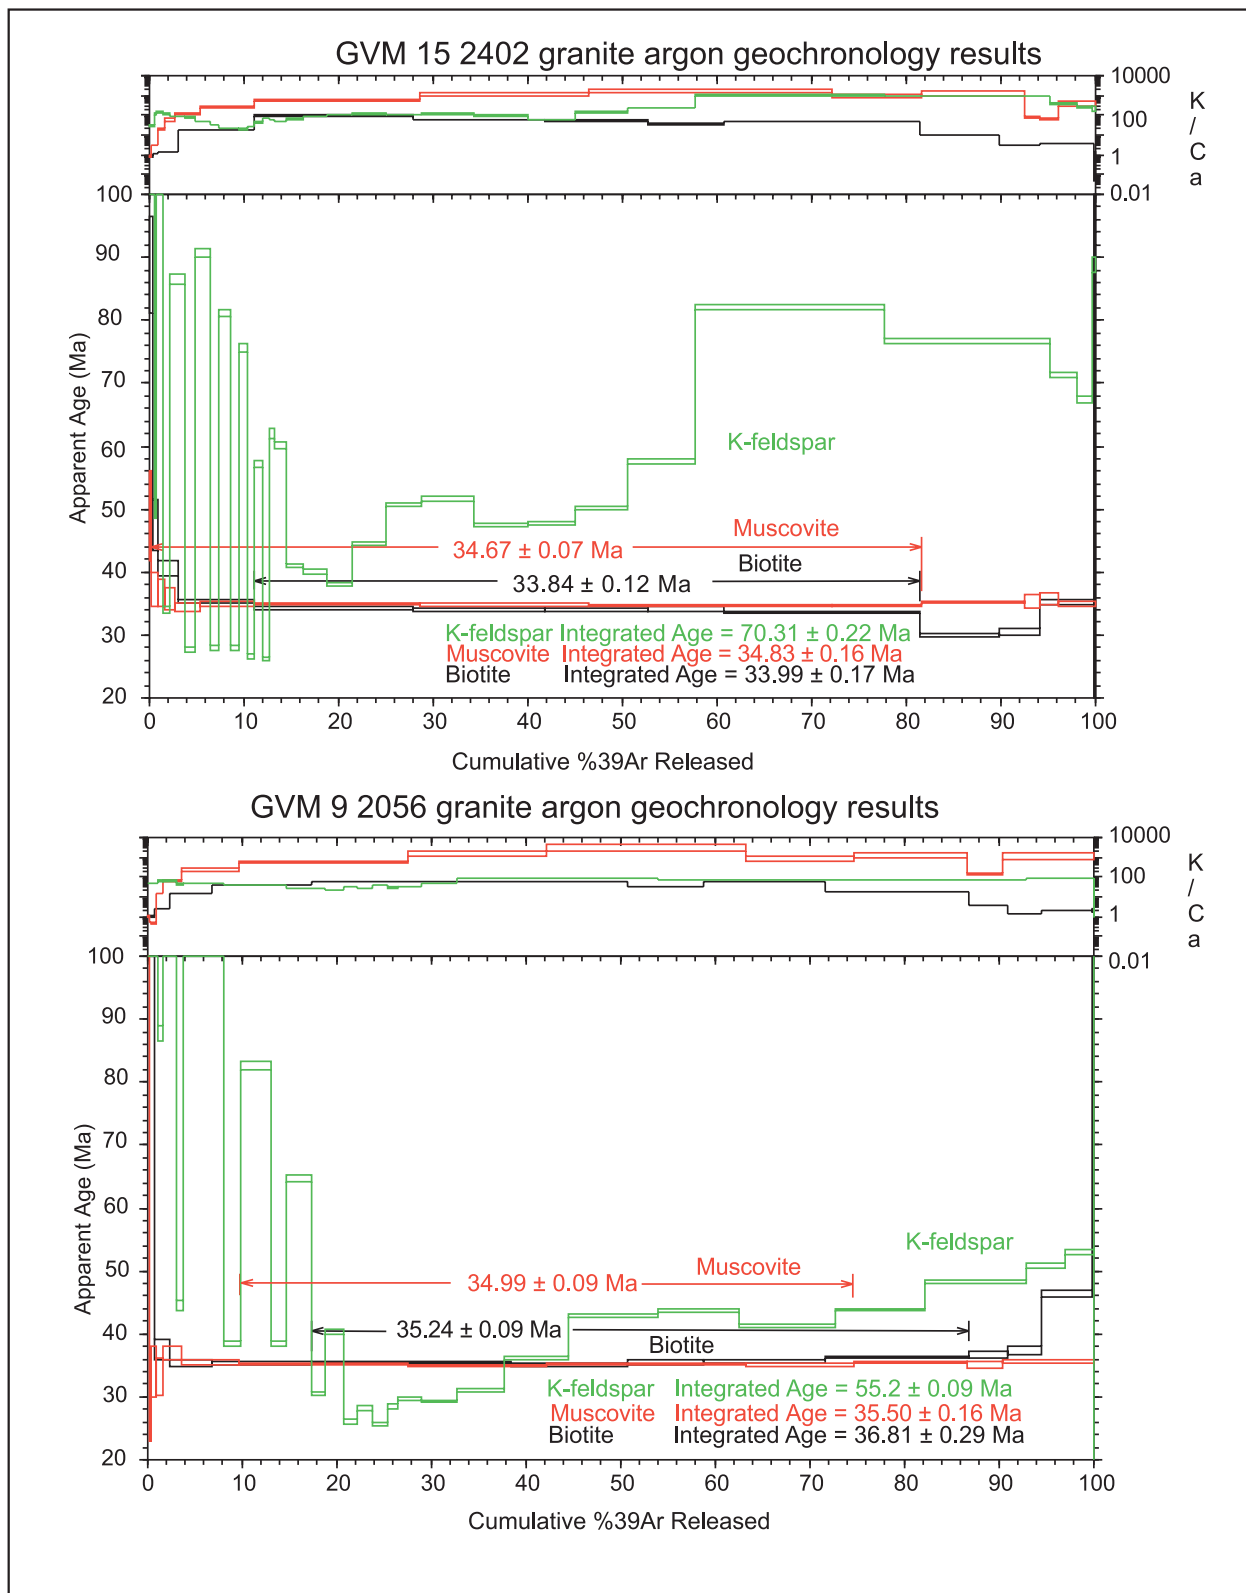 GVM 15 2402 granite argon geochronology results
10000
100
1
0.01
K
/
C
a
100
90
80
70
60
50
40
30
20
Apparent Age (Ma)
K-feldspar
Muscovite
34.67 ± 0.07 Ma
Biotite
33.84 ± 0.12 Ma
K-feldspar Integrated Age = 70.31 ± 0.22 Ma
Muscovite Integrated Age = 34.83 ± 0.16 Ma
Biotite Integrated Age = 33.99 ± 0.17 Ma
0 10 20 30 40 50 60 70 80 90 100
Cumulative %39Ar Released
GVM 9 2056 granite argon geochronology results
10000
100
1
0.01
K
/
C
a
100
90
80
70
60
50
40
30
20
Apparent Age (Ma)
K-feldspar
Muscovite
34.99 ± 0.09 Ma
35.24 ± 0.09 Ma
Biotite
K-feldspar Integrated Age = 55.2 ± 0.09 Ma
Muscovite Integrated Age = 35.50 ± 0.16 Ma
Biotite Integrated Age = 36.81 ± 0.29 Ma
0 10 20 30 40 50 60 70 80 90 100
Cumulative %39Ar Released